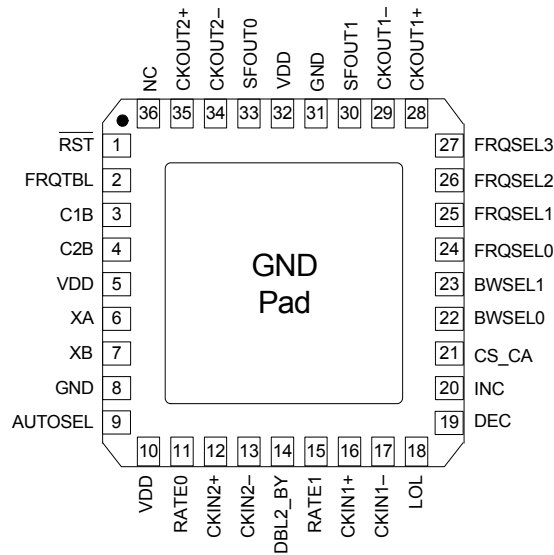 NC
CKOUT2+
CKOUT2–
SFOUT0
VDD
GND
SFOUT1
CKOUT1–
CKOUT1+
36
35
34
33
32
31
30
29
28
RST
1
27
FRQSEL3
FRQTBL
2
26
FRQSEL2
C1B
3
25
FRQSEL1
C2B
4
24
FRQSEL0
GND
Pad
VDD
5
23
BWSEL1
XA
6
22
BWSEL0
XB
7
21
CS_CA
GND
8
20
INC
AUTOSEL
9
19
DEC
10
11
12
13
14
15
16
17
18
VDD
RATE0
CKIN2+
CKIN2–
DBL2_BY
RATE1
CKIN1+
CKIN1–
LOL